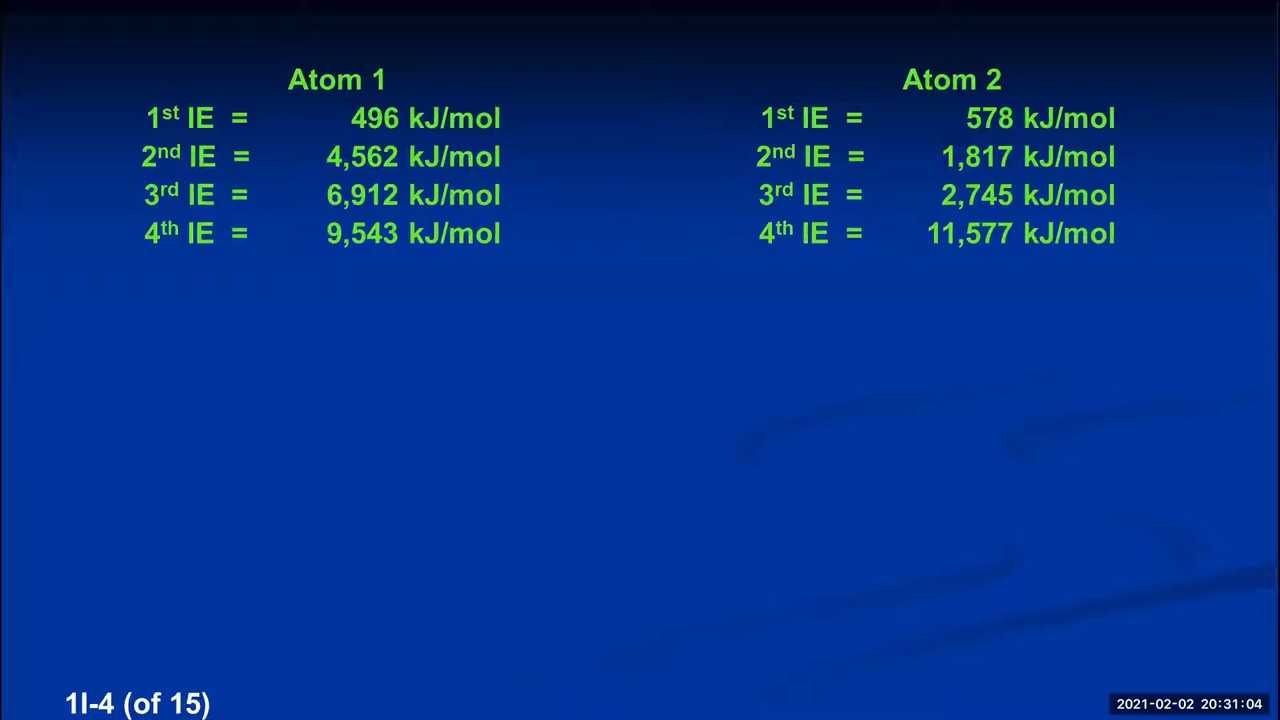 Atom 1
1st IE = 496 kJ/mol
2nd IE = 4,562 kJ/mol
3rd IE = 6,912 kJ/mol
4th IE = 9,543 kJ/mol
Atom 2
1st IE = 578 kJ/mol
2nd IE = 1,817 kJ/mol
3rd IE = 2,745 kJ/mol
4th IE = 11,577 kJ/mol
1I-4 (of 15)
2021-02-02 20:31:04